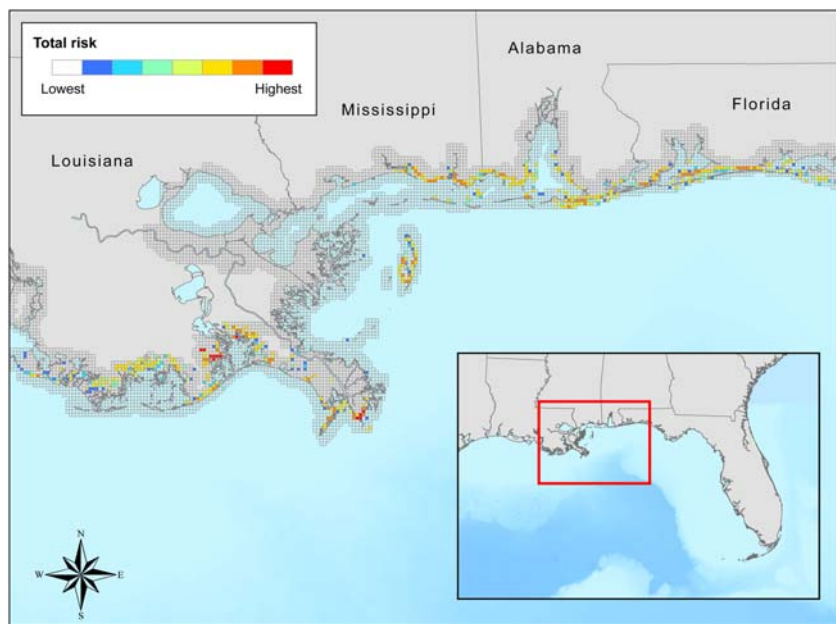 Total risk
Lowest Highest
Alabama
Mississippi
Florida
Louisiana
N
W E
S